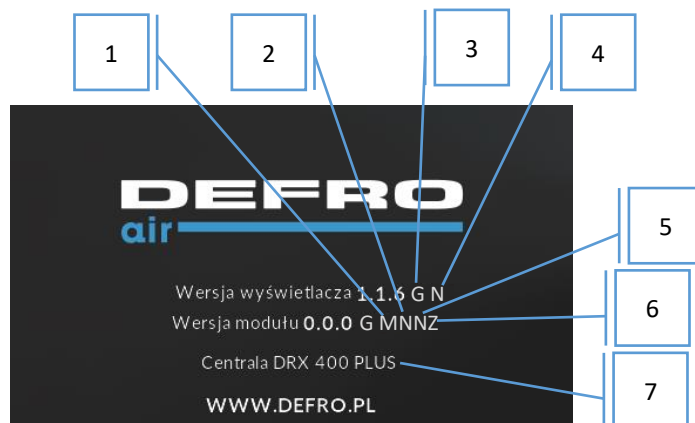 1
2
3
4
DEFRO
air
5
Wersja wyświetlacza 1.1.6 G N
6
Wersja modułu 0.0.0 G MNNZ
Centrala DRX 400 PLUS
7
WWW.DEFRO.PL